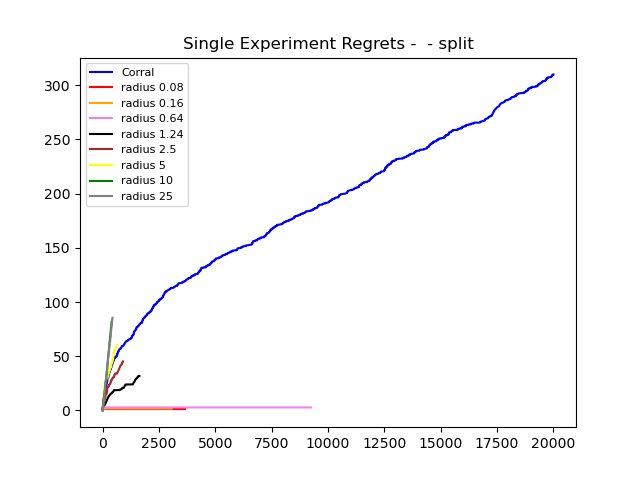 Single Experiment Regrets -  - split
Corral
radius 0.08
radius 0.16
radius 0.64
radius 1.24
radius 2.5
radius 5
radius 10
radius 25
300
250
200
150
100
50
0
0 2500 5000 7500 10000 12500 15000 17500 20000